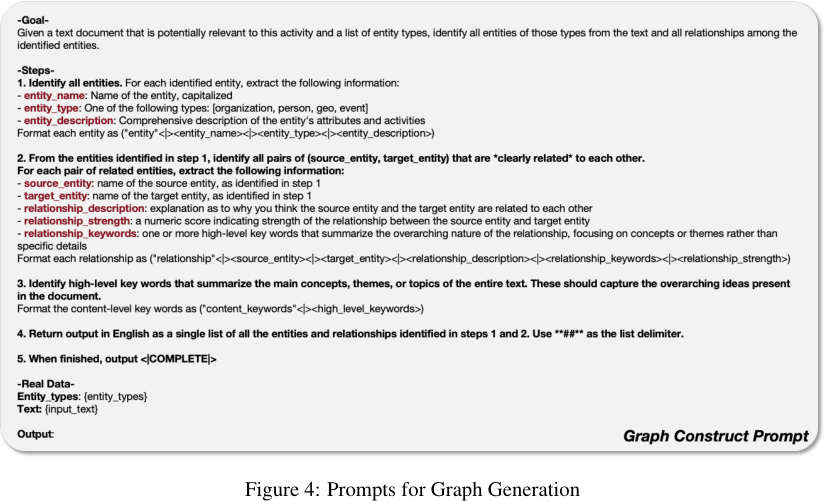 -Goal-
Given a text document that is potentially relevant to this activity and a list of entity types, identify all entities of those types from the text and all relationships among the
identified entities.
-Steps-
1. Identify all entities. For each identified entity, extract the following information:
- entity_name: Name of the entity, capitalized
- entity_type: One of the following types: [organization, person, geo, event]
- entity_description: Comprehensive description of the entity's attributes and activities
Format each entity as ("entity"<|><entity_name><|><entity_type><|><entity_description>)
2. From the entities identified in step 1, identify all pairs of (source_entity, target_entity) that are *clearly related* to each other.
For each pair of related entities, extract the following information:
- source_entity: name of the source entity, as identified in step 1
- target_entity: name of the target entity, as identified in step 1
- relationship_description: explanation as to why you think the source entity and the target entity are related to each other
- relationship_strength: a numeric score indicating strength of the relationship between the source entity and target entity
- relationship_keywords: one or more high-level key words that summarize the overarching nature of the relationship, focusing on concepts or themes rather than
specific details
Format each relationship as ("relationship"<|><source_entity><|><target_entity><|><relationship_description><|><relationship_keywords><|><relationship_strength>)
3. Identify high-level key words that summarize the main concepts, themes, or topics of the entire text. These should capture the overarching ideas present
in the document.
Format the content-level key words as ("content_keywords"<|><high_level_keywords>)
4. Return output in English as a single list of all the entities and relationships identified in steps 1 and 2. Use **##** as the list delimiter.
5. When finished, output <|COMPLETE|>
-Real Data-
Entity_types: {entity_types}
Text: {input_text}
Output:
Graph Construct Prompt
Figure 4: Prompts for Graph Generation